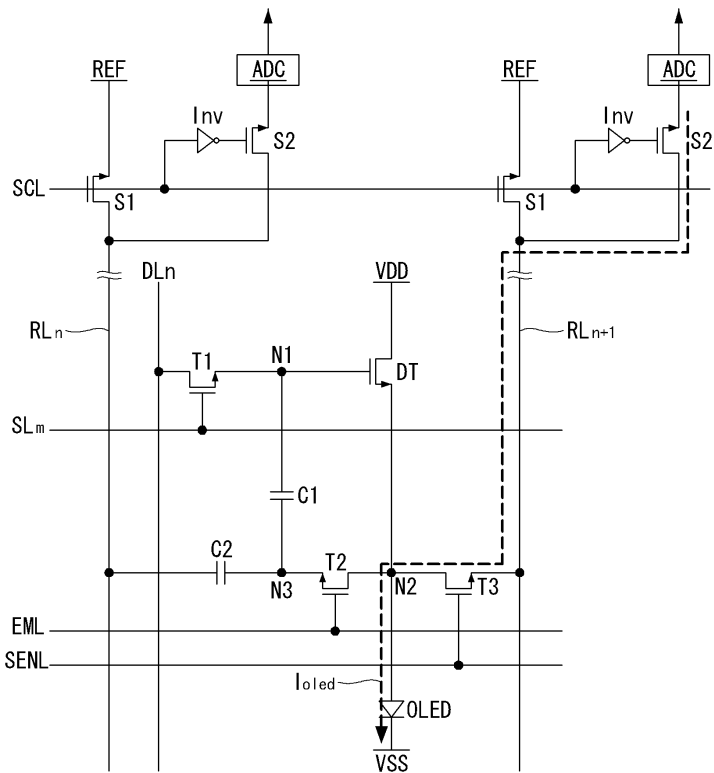 REF ADC REF ADC
Inv S2 Inv S2
SCL S1 S1
DLn VDD
RLn T1 N1 DT RLn+1
SLm
C1
C2 T2
N3 N2 T3
EML
SENL
Ioled OLED
VSS